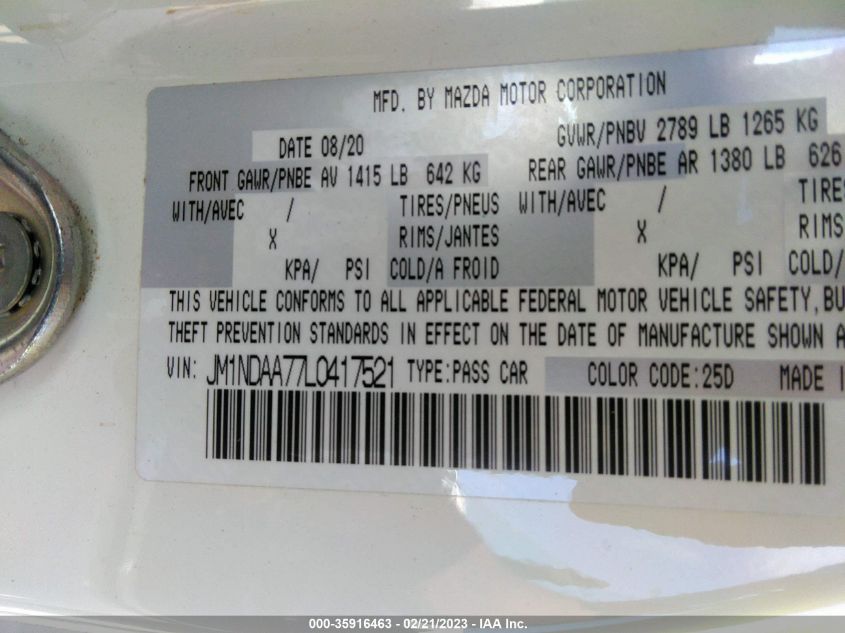 MFD. BY MAZDA MOTOR CORPORATION
DATE 08/20 GVWR/PNBV 2789 LB 1265 KG
FRONT GAWR/PNBE AV 1415 LB 642 KG REAR GAWR/PNBE AR 1380 LB 626
WITH/AVEC / TIRES/PNEUS WITH/AVEC / TIRES
X RIMS/JANTES X RIMS/
KPA/ PSI COLD/A FROID KPA/ PSI COLD/
THIS VEHICLE CONFORMS TO ALL APPLICABLE FEDERAL MOTOR VEHICLE SAFETY, BU
THEFT PREVENTION STANDARDS IN EFFECT ON THE DATE OF MANUFACTURE SHOWN A
VIN: JM1NDAA77L0417521 TYPE:PASS CAR COLOR CODE:25D MADE I
000-35916463 - 02/21/2023 - IAA Inc.